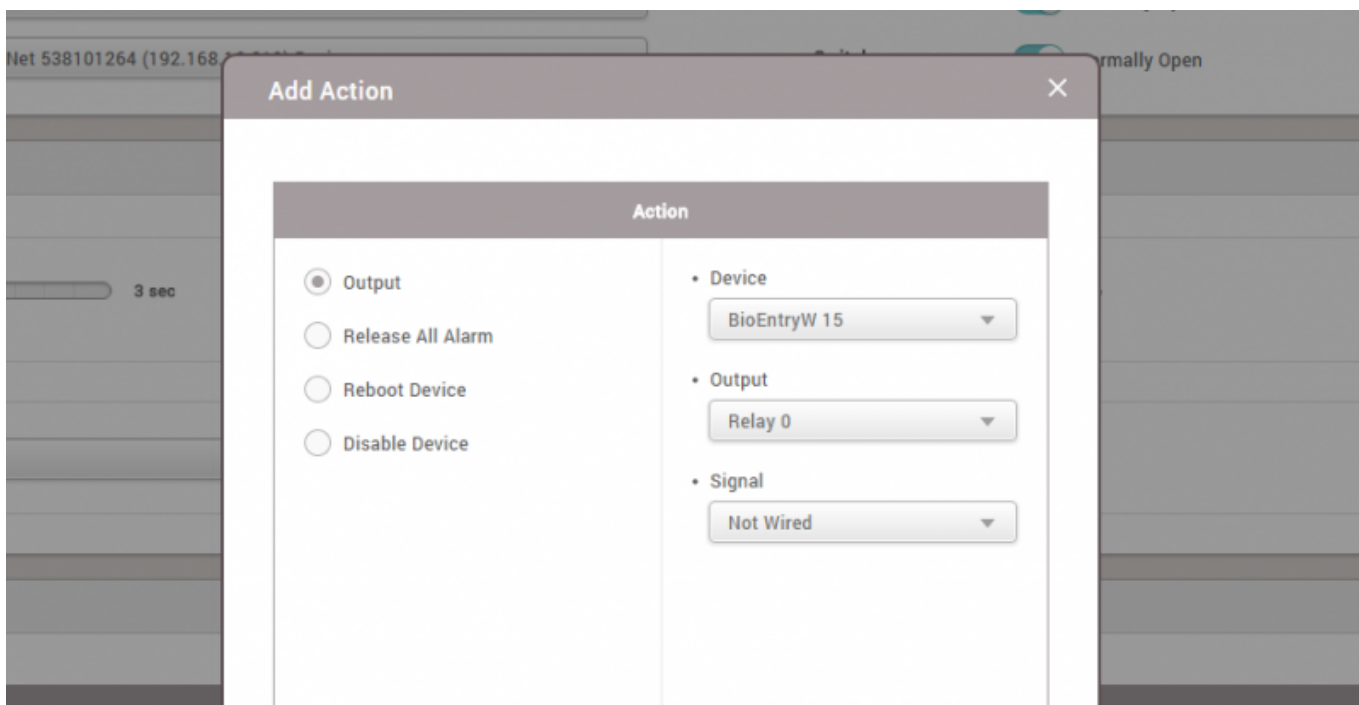 Net 538101264 (192.168.
rmally Open
Add Action
Action
3 sec
Output
Release All Alarm
Reboot Device
Disable Device
• Device
BioEntryW 15
• Output
Relay 0
• Signal
Not Wired